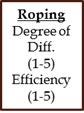 Roping
Degree of
Diff.
(1-5)
Efficiency
(1-5)